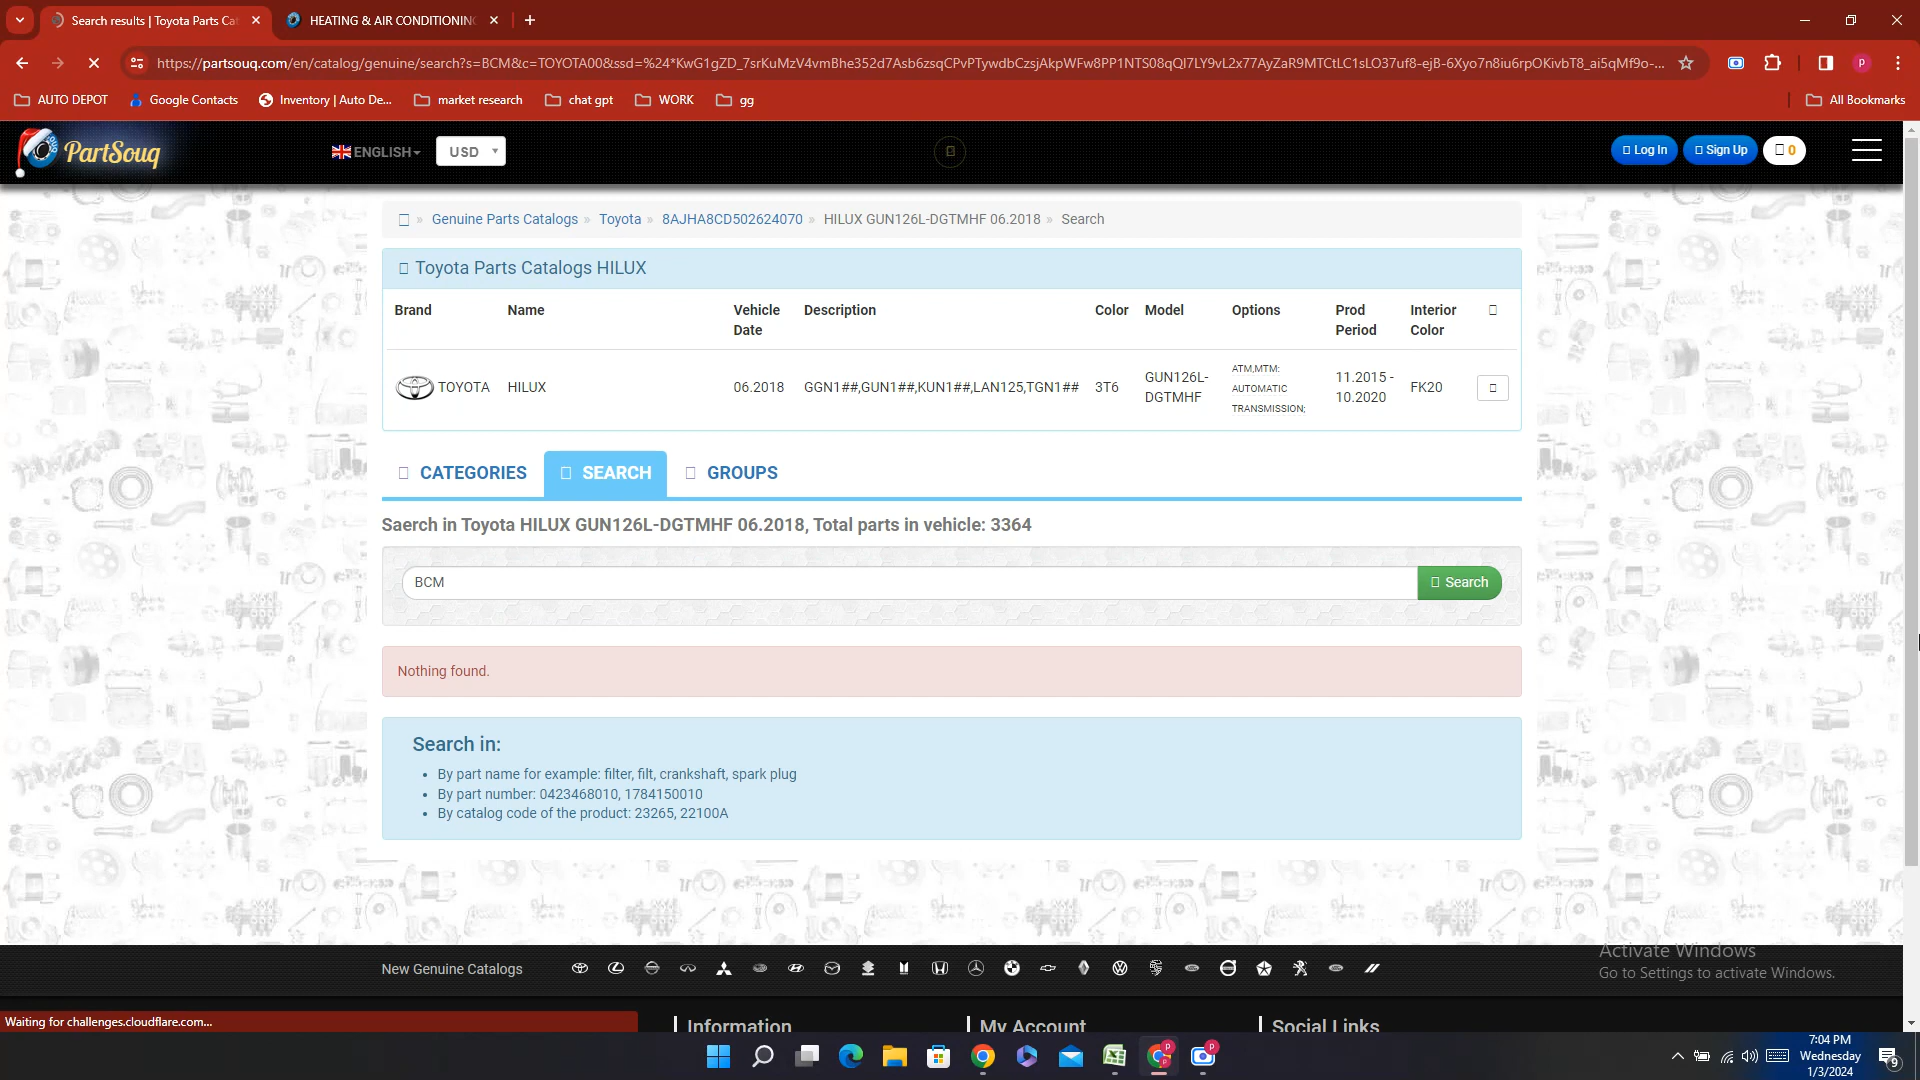 Search results | Toyota Parts Cat
HEATING & AIR CONDITIONING
https://partsouq.com/en/catalog/genuine/search?s=BCM&c=TOYOTA00&ssd=%24*KwG1gZD_7srKuMzV4vmBhe352d7Asb6zsqCPvPTywdbCzsjAkpWFw8PP1NTS08qQl7LY9vL2x77AyZaR9MTCtLC1sLO37uf8-ejB-6Xyo7n8iu6rpOKivbT8_ai5qMf9o-...
AUTO DEPOT
Google Contacts
Inventory | Auto De...
market research
chat gpt
WORK
gg
All Bookmarks
PartSouq
ENGLISH
USD
Log In
Sign Up
0
» Genuine Parts Catalogs » Toyota » 8AJHA8CD502624070 » HILUX GUN126L-DGTMHF 06.2018 » Search
Toyota Parts Catalogs HILUX
Brand Name Vehicle Date Description Color Model Options Prod Period Interior Color
TOYOTA HILUX 06.2018 GGN1##,GUN1##,KUN1##,LAN125,TGN1## 3T6 GUN126L-DGTMHF ATM,MTM: AUTOMATIC TRANSMISSION; 11.2015 - 10.2020 FK20
CATEGORIES SEARCH GROUPS
Saerch in Toyota HILUX GUN126L-DGTMHF 06.2018, Total parts in vehicle: 3364
BCM
Search
Nothing found.
Search in:
• By part name for example: filter, filt, crankshaft, spark plug
• By part number: 0423468010, 1784150010
• By catalog code of the product: 23265, 22100A
New Genuine Catalogs
Activate Windows
Go to Settings to activate Windows.
Waiting for challenges.cloudflare.com...
Information
My Account
Social Links
7:04 PM
Wednesday
1/3/2024
9